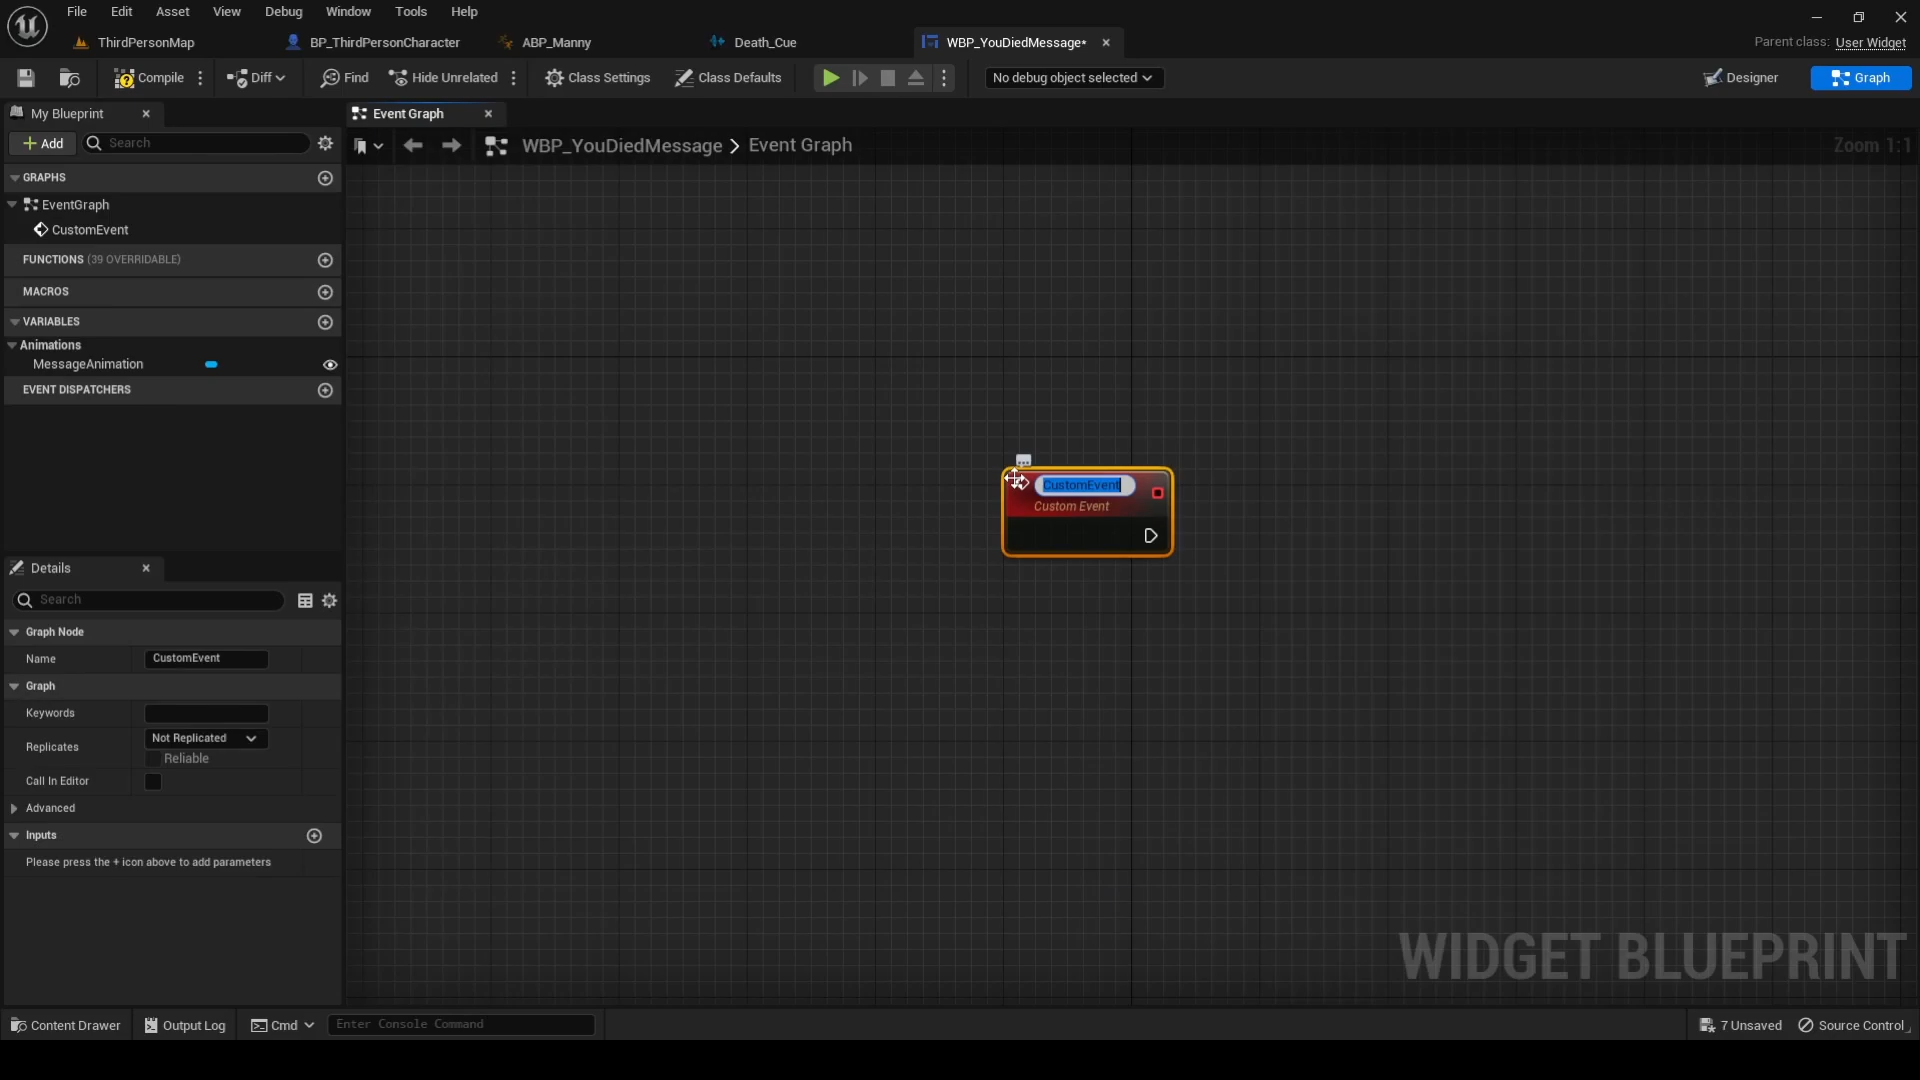 File Edit Asset View Debug Window Tools Help
ThirdPersonMap BP_ThirdPersonCharacter ABP_Manny Death_Cue WBP_YouDiedMessage* Parent class: User Widget
Compile Diff Find Hide Unrelated Class Settings Class Defaults No debug object selected Designer Graph
My Blueprint Event Graph
Add Search WBP_YouDiedMessage > Event Graph Zoom 1:1
GRAPHS
EventGraph
CustomEvent
FUNCTIONS (39 OVERRIDABLE)
MACROS
VARIABLES
Animations
MessageAnimation
EVENT DISPATCHERS
CustomEvent
Custom Event
Details
Search
Graph Node
Name CustomEvent
Graph
Keywords
Replicates Not Replicated
Reliable
Call In Editor
Advanced
Inputs
Please press the + icon above to add parameters
WIDGET BLUEPRINT
Content Drawer Output Log Cmd Enter Console Command 7 Unsaved Source Control